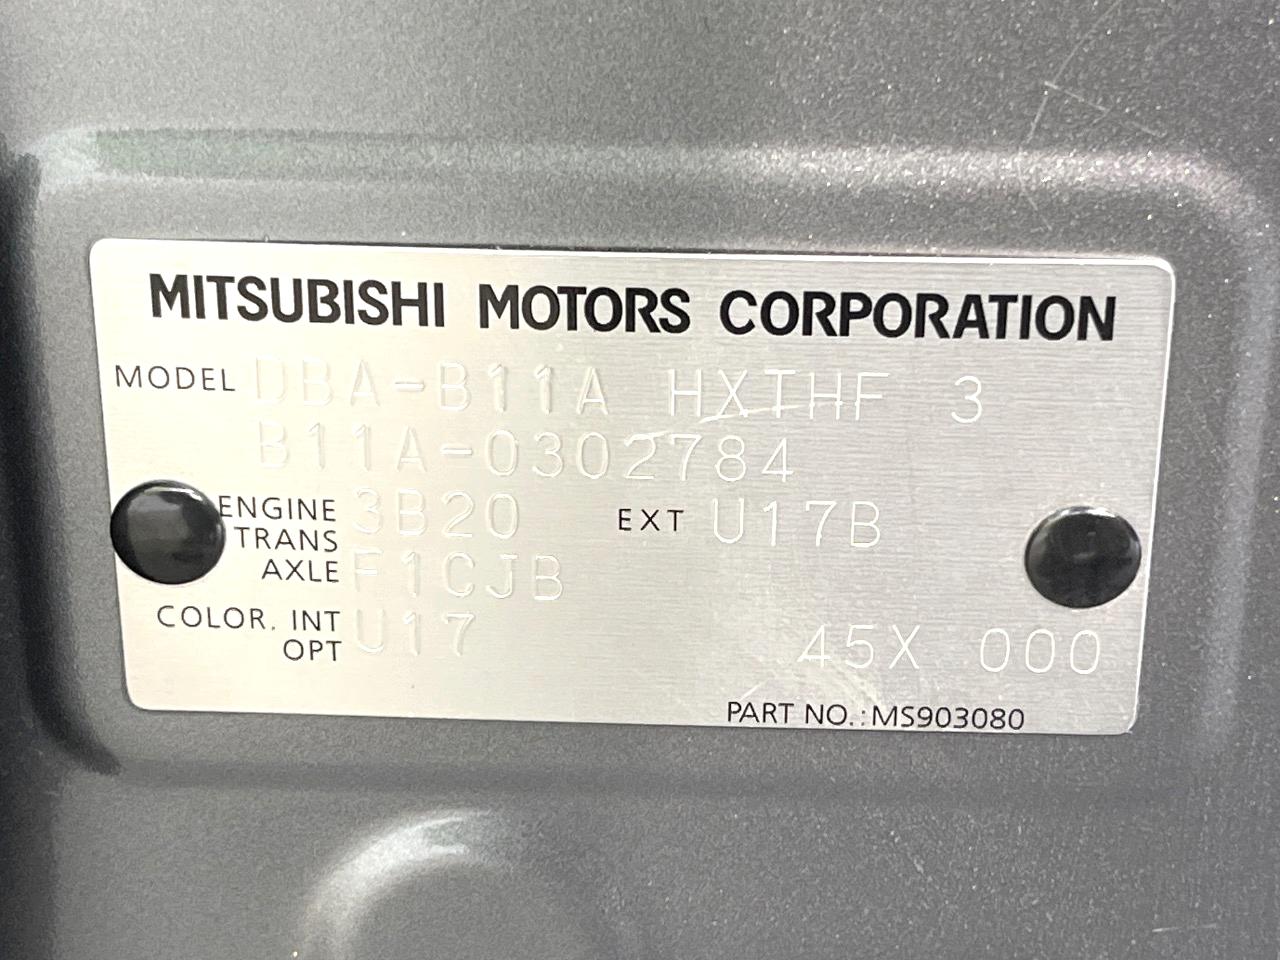 MITSUBISHI MOTORS CORPORATION
MODEL DBA-B11A HXTHF 3
B11A-0302784
ENGINE 3B20 EXT U17B
TRANS
AXLE F1CJB
COLOR. INT U17
OPT 45X 000
PART NO.: MS903080